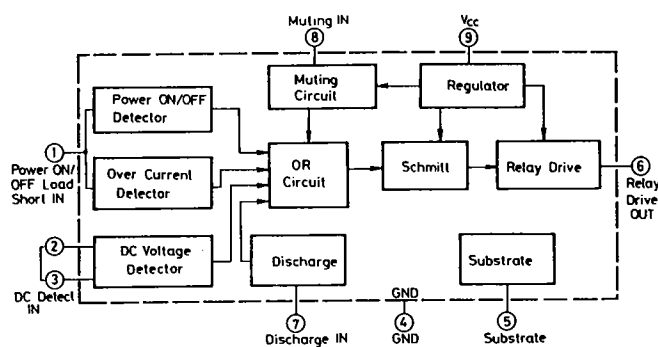 Muting IN
8
Vcc
9
Muting
Circuit
Regulator
Power ON/OFF
Detector
1
Power ON/
OFF Load
Short IN
Over Current
Detector
OR
Circuit
Schmitt
Relay Drive
6
Relay
Drive
OUT
2
3
DC Detect
IN
DC Voltage
Detector
Discharge
Substrate
GND
7
Discharge IN
4
GND
5
Substrate